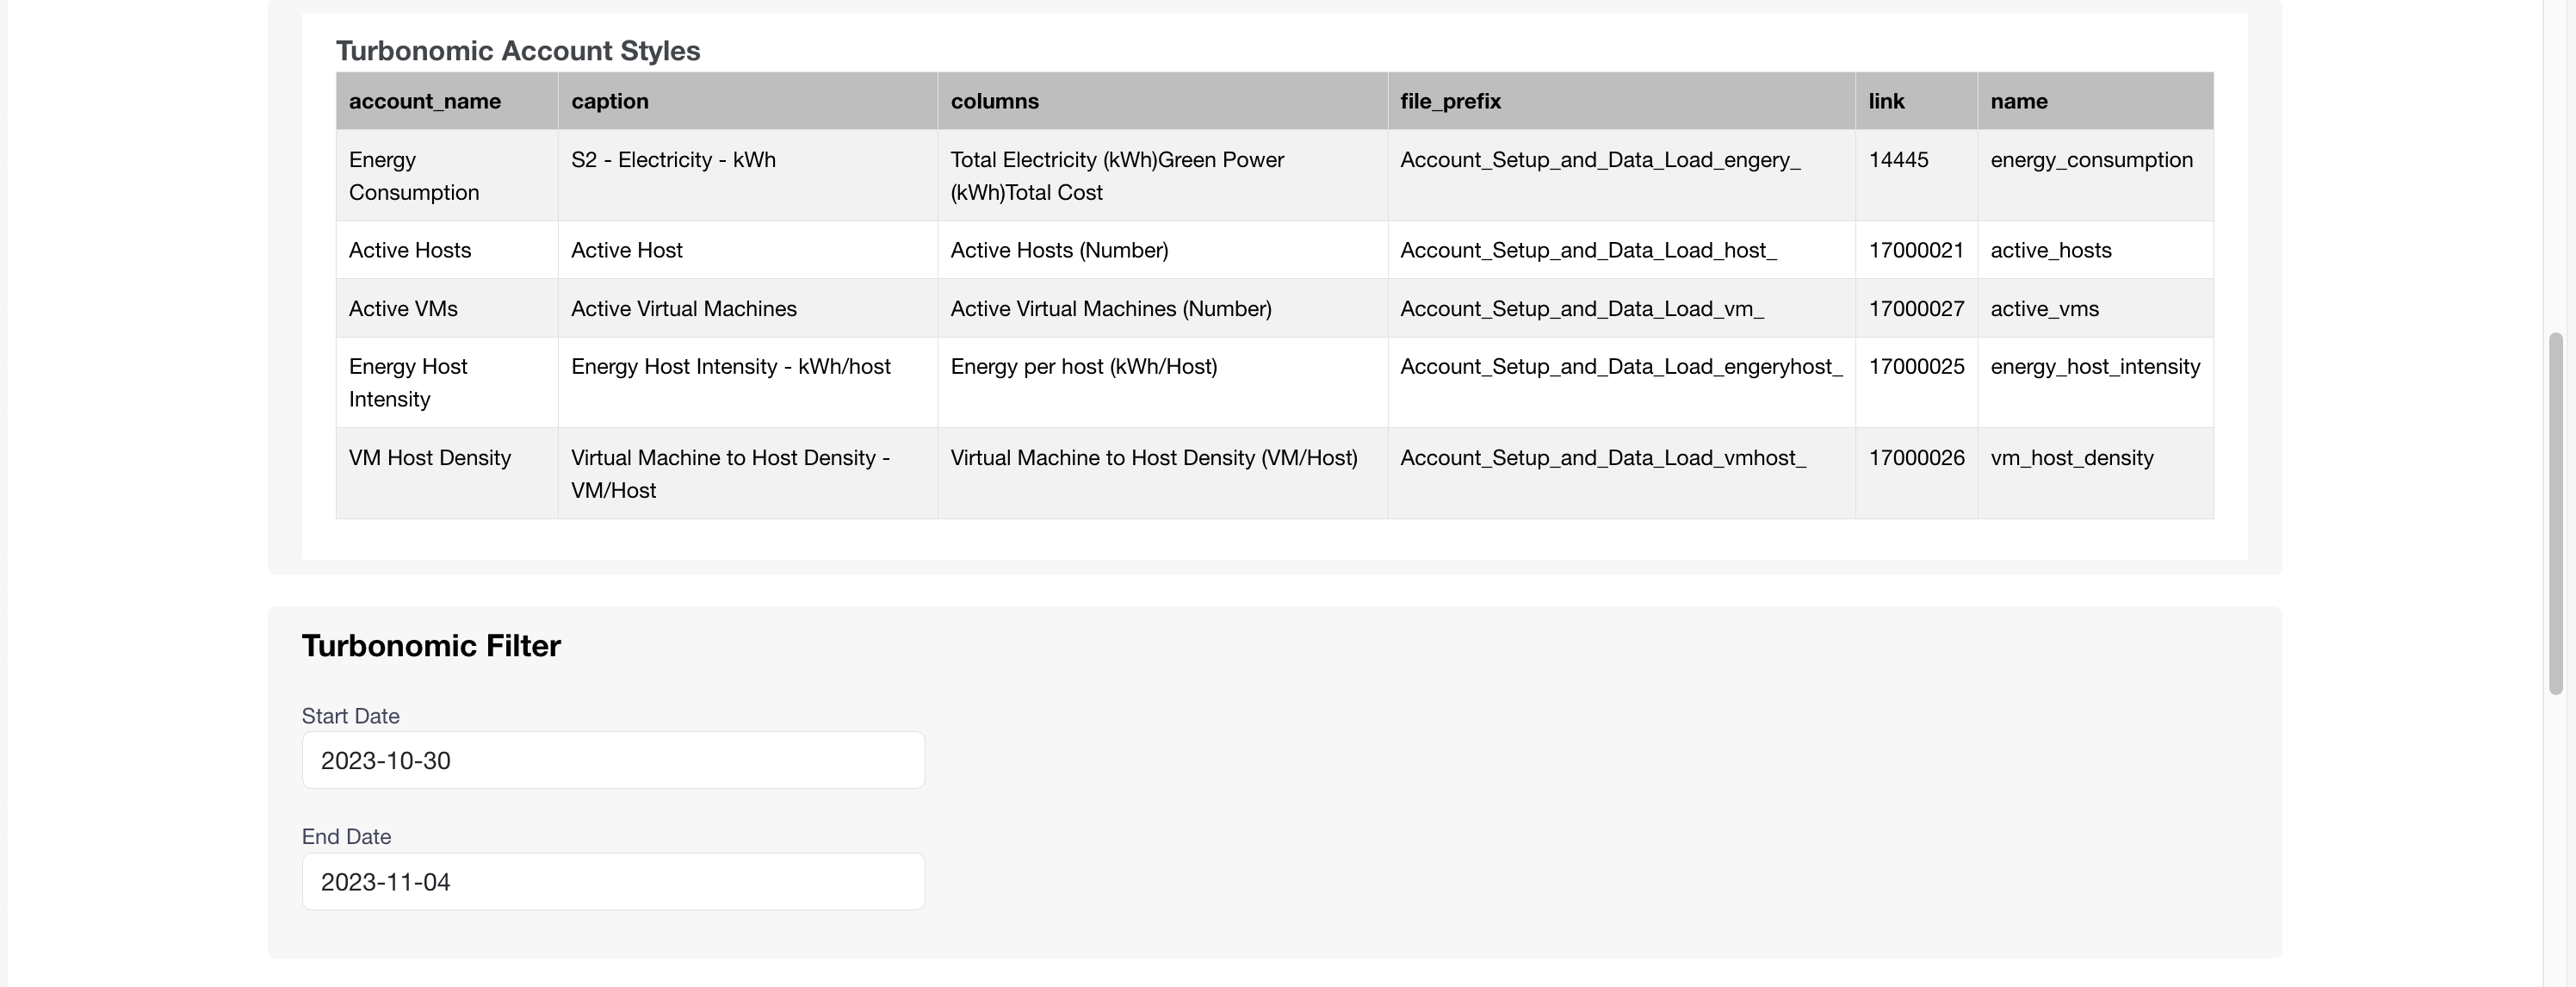 Turbonomic Account Styles
account_name caption columns file_prefix link name
Energy Consumption S2 - Electricity - kWh Total Electricity (kWh)Green Power (kWh)Total Cost Account_Setup_and_Data_Load_engery_ 14445 energy_consumption
Active Hosts Active Host Active Hosts (Number) Account_Setup_and_Data_Load_host_ 17000021 active_hosts
Active VMs Active Virtual Machines Active Virtual Machines (Number) Account_Setup_and_Data_Load_vm_ 17000027 active_vms
Energy Host Intensity Energy Host Intensity - kWh/host Energy per host (kWh/Host) Account_Setup_and_Data_Load_engeryhost_ 17000025 energy_host_intensity
VM Host Density Virtual Machine to Host Density - VM/Host Virtual Machine to Host Density (VM/Host) Account_Setup_and_Data_Load_vmhost_ 17000026 vm_host_density
Turbonomic Filter
Start Date
2023-10-30
End Date
2023-11-04